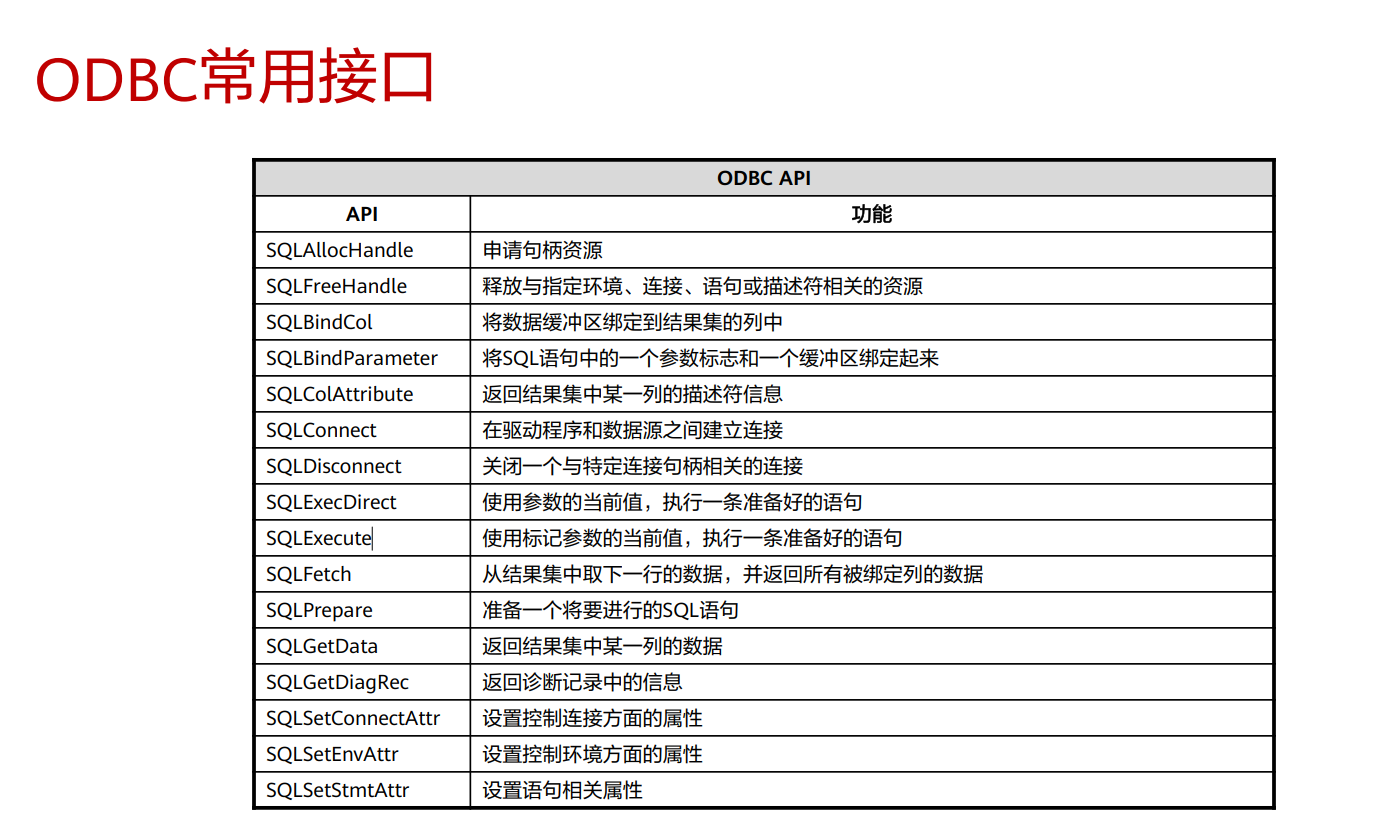 ODBC常用接口
ODBC API
API 功能
SQLAllocHandle 申请句柄资源
SQLFreeHandle 释放与指定环境、连接、语句或描述符相关的资源
SQLBindCol 将数据缓冲区绑定到结果集的列中
SQLBindParameter 将SQL语句中的一个参数标志和一个缓冲区绑定起来
SQLColAttribute 返回结果集中某一列的描述符信息
SQLConnect 在驱动程序和数据源之间建立连接
SQLDisconnect 关闭一个与特定连接句柄相关的连接
SQLExecDirect 使用参数的当前值，执行一条准备好的语句
SQLExecute 使用标记参数的当前值，执行一条准备好的语句
SQLFetch 从结果集中取下一行的数据，并返回所有被绑定列的数据
SQLPrepare 准备一个将要进行的SQL语句
SQLGetData 返回结果集中某一列的数据
SQLGetDiagRec 返回诊断记录中的信息
SQLSetConnectAttr 设置控制连接方面的属性
SQLSetEnvAttr 设置控制环境方面的属性
SQLSetStmtAttr 设置语句相关属性